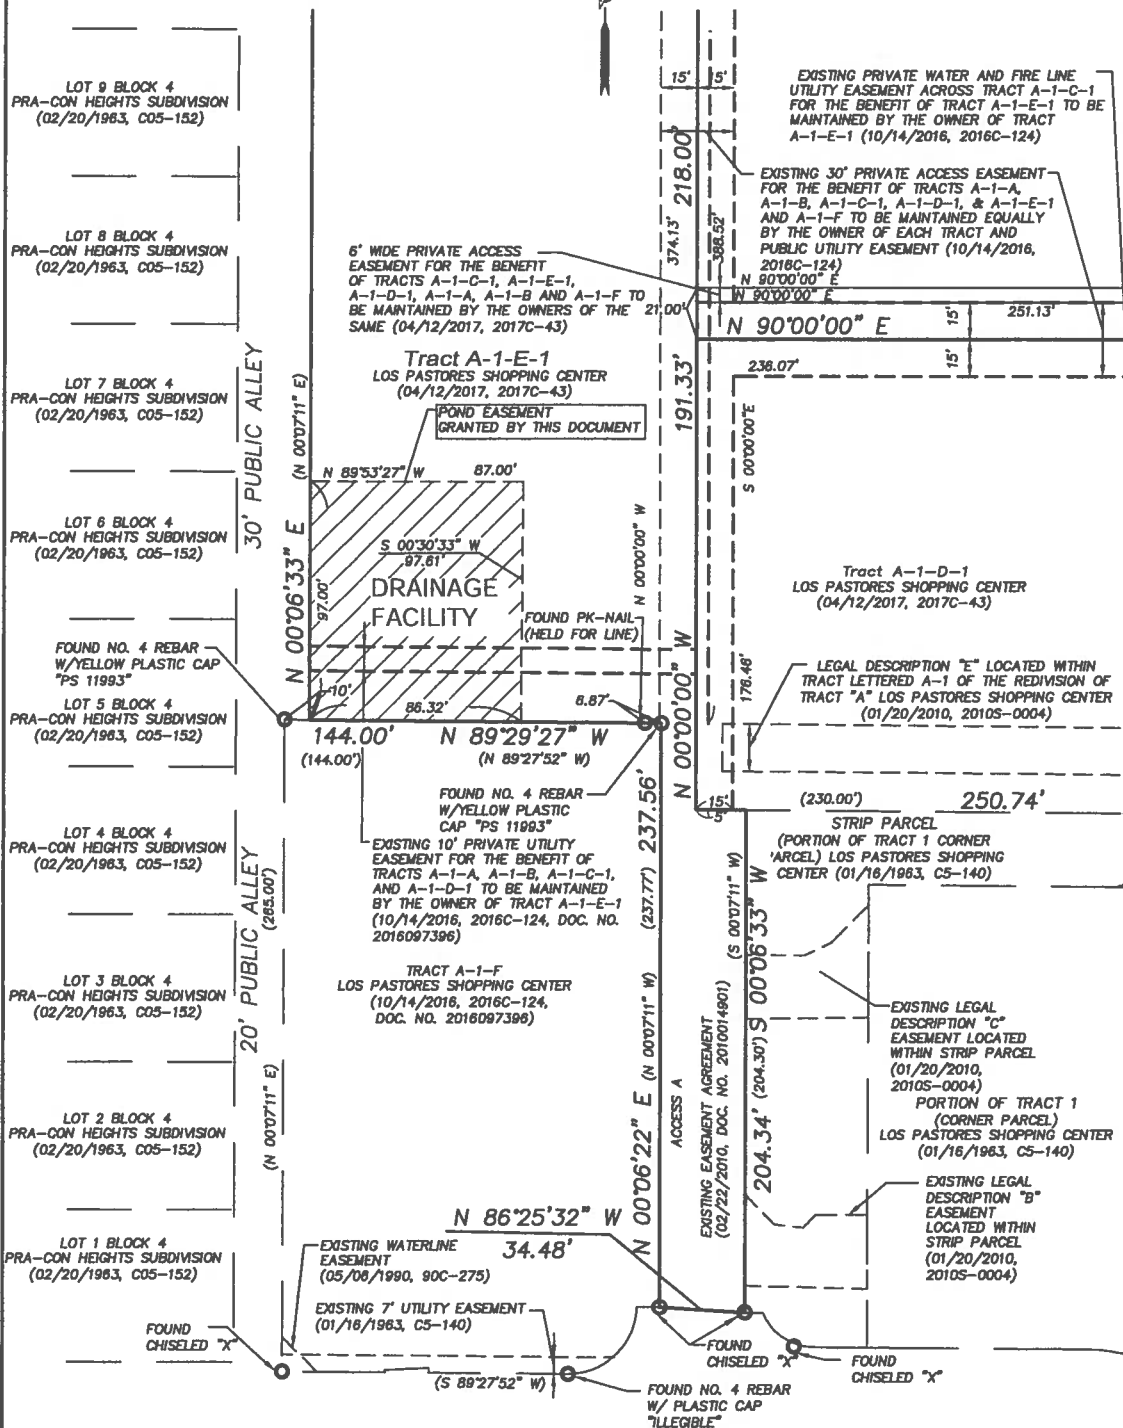 LOT 9 BLOCK 4
PRA-CON HEIGHTS SUBDIVISION
(02/20/1963, C05-152)
LOT 8 BLOCK 4
PRA-CON HEIGHTS SUBDIVISION
(02/20/1963, C05-152)
LOT 7 BLOCK 4
PRA-CON HEIGHTS SUBDIVISION
(02/20/1963, C05-152)
LOT 6 BLOCK 4
PRA-CON HEIGHTS SUBDIVISION
(02/20/1963, C05-152)
FOUND NO. 4 REBAR
W/YELLOW PLASTIC CAP
"PS 11993"
LOT 5 BLOCK 4
PRA-CON HEIGHTS SUBDIVISION
(02/20/1963, C05-152)
LOT 4 BLOCK 4
PRA-CON HEIGHTS SUBDIVISION
(02/20/1963, C05-152)
LOT 3 BLOCK 4
PRA-CON HEIGHTS SUBDIVISION
(02/20/1963, C05-152)
LOT 2 BLOCK 4
PRA-CON HEIGHTS SUBDIVISION
(02/20/1963, C05-152)
LOT 1 BLOCK 4
PRA-CON HEIGHTS SUBDIVISION
(02/20/1963, C05-152)
FOUND
CHISELED "X"
30' PUBLIC ALLEY
20' PUBLIC ALLEY
(265.00')
(N 00°07'11" E)
(N 00°07'11" E)
N 00°06'33" E
97.00'
6' WIDE PRIVATE ACCESS
EASEMENT FOR THE BENEFIT
OF TRACTS A-1-C-1, A-1-E-1,
A-1-D-1, A-1-A, A-1-B AND A-1-F TO
BE MAINTAINED BY THE OWNERS OF THE
SAME (04/12/2017, 2017C-43)
21.00'
Tract A-1-E-1
LOS PASTORES SHOPPING CENTER
(04/12/2017, 2017C-43)
POND EASEMENT
GRANTED BY THIS DOCUMENT
N 89°53'27" W 87.00'
S 00°30'33" W
97.61'
DRAINAGE
FACILITY
FOUND PK-NAIL
(HELD FOR LINE)
10'
86.32'
6.87'
144.00' N 89°29'27" W
(144.00') (N 89°27'52" W)
FOUND NO. 4 REBAR
W/YELLOW PLASTIC
CAP "PS 11993"
EXISTING 10' PRIVATE UTILITY
EASEMENT FOR THE BENEFIT OF
TRACTS A-1-A, A-1-B, A-1-C-1,
AND A-1-D-1 TO BE MAINTAINED
BY THE OWNER OF TRACT A-1-E-1
(10/14/2016, 2016C-124, DOC. NO.
2016097396)
TRACT A-1-F
LOS PASTORES SHOPPING CENTER
(10/14/2016, 2016C-124,
DOC. NO. 2016097396)
N 86°25'32" W
34.48'
EXISTING WATERLINE
EASEMENT
(05/08/1990, 90C-275)
EXISTING 7' UTILITY EASEMENT
(01/16/1963, C5-140)
(S 89°27'52" W)
FOUND NO. 4 REBAR
W/ PLASTIC CAP
"ILLEGIBLE"
FOUND
CHISELED "X"
FOUND
CHISELED "X"
15' 15'
218.00'
374.13'
388.52'
191.33'
N 00°00'00" W
N 00°00'00" W
237.56'
(237.77')
N 00°06'22" E
(N 00°07'11" W)
ACCESS A
EXISTING EASEMENT AGREEMENT
(02/22/2010, DOC. NO. 2010014901)
(S 00°07'11" W)
204.34' (204.30') S 00°06'33" W
EXISTING PRIVATE WATER AND FIRE LINE
UTILITY EASEMENT ACROSS TRACT A-1-C-1
FOR THE BENEFIT OF TRACT A-1-E-1 TO BE
MAINTAINED BY THE OWNER OF TRACT
A-1-E-1 (10/14/2016, 2016C-124)
EXISTING 30' PRIVATE ACCESS EASEMENT
FOR THE BENEFIT OF TRACTS A-1-A,
A-1-B, A-1-C-1, A-1-D-1, & A-1-E-1
AND A-1-F TO BE MAINTAINED EQUALLY
BY THE OWNER OF EACH TRACT AND
PUBLIC UTILITY EASEMENT (10/14/2016,
2016C-124)
N 90°00'00" E
N 90°00'00" E
251.13'
N 90°00'00" E
15'
15'
236.07'
S 00°00'00"E
176.46'
Tract A-1-D-1
LOS PASTORES SHOPPING CENTER
(04/12/2017, 2017C-43)
LEGAL DESCRIPTION "E" LOCATED WITHIN
TRACT LETTERED A-1 OF THE REDIVISION OF
TRACT "A" LOS PASTORES SHOPPING CENTER
(01/20/2010, 2010S-0004)
15'
5'
(230.00') 250.74'
STRIP PARCEL
(PORTION OF TRACT 1 CORNER
PARCEL) LOS PASTORES SHOPPING
CENTER (01/16/1963, C5-140)
EXISTING LEGAL
DESCRIPTION "C"
EASEMENT LOCATED
WITHIN STRIP PARCEL
(01/20/2010,
2010S-0004)
PORTION OF TRACT 1
(CORNER PARCEL)
LOS PASTORES SHOPPING CENTER
(01/16/1963, C5-140)
EXISTING LEGAL
DESCRIPTION "B"
EASEMENT
LOCATED WITHIN
STRIP PARCEL
(01/20/2010,
2010S-0004)